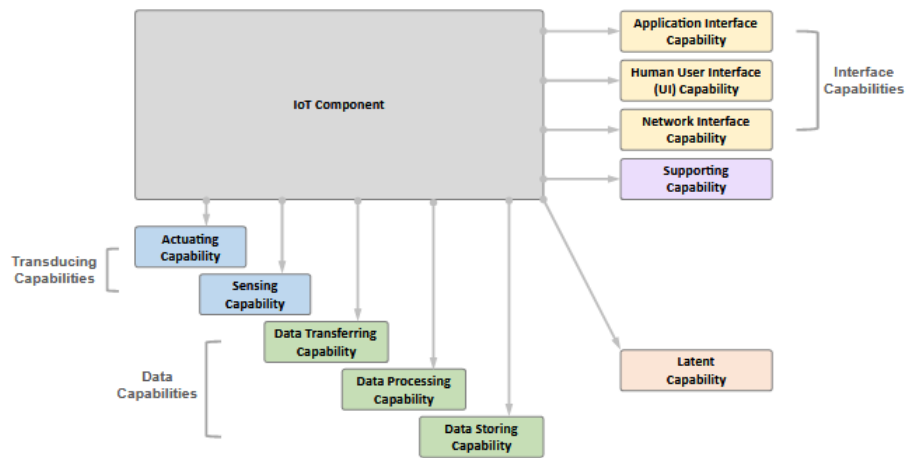 Application Interface
Capability
Human User Interface
(UI) Capability
Interface
Capabilities
IoT Component
Network Interface
Capability
Supporting
Capability
Actuating
Capability
Transducing
Capabilities
Sensing
Capability
Data Transferring
Capability
Latent
Capability
Data
Capabilities
Data Processing
Capability
Data Storing
Capability